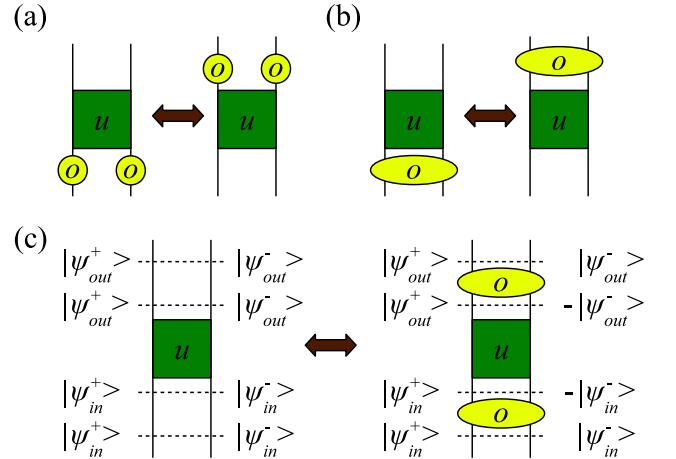 (a) (b)
o o o
u u u u
o o o
(c)
|ψ⁺out> |ψ⁻out> |ψ⁺out> |ψ⁻out>
o
|ψ⁺out> |ψ⁻out> |ψ⁺out> -|ψ⁻out>
u u
|ψ⁺in> |ψ⁻in> |ψ⁺in> -|ψ⁻in>
o
|ψ⁺in> |ψ⁻in> |ψ⁺in> |ψ⁻in>